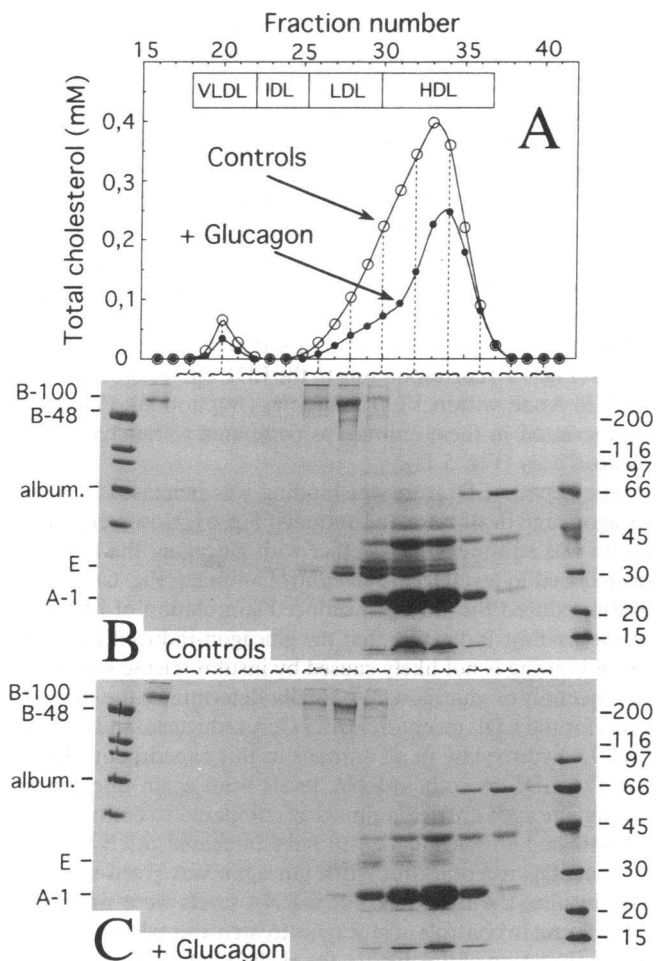 Fraction number
15 20 25 30 35 40
VLDL IDL LDL HDL
A
Total cholesterol (mM)
0,4
0,3
0,2
0,1
0
Controls
+ Glucagon
B-100
B-48
album.
E
A-1
-200
-116
97
-66
-45
-30
-20
-15
B
Controls
B-100
B-48
album.
E
A-1
-200
116
-97
-66
-45
-30
-20
-15
C
+ Glucagon